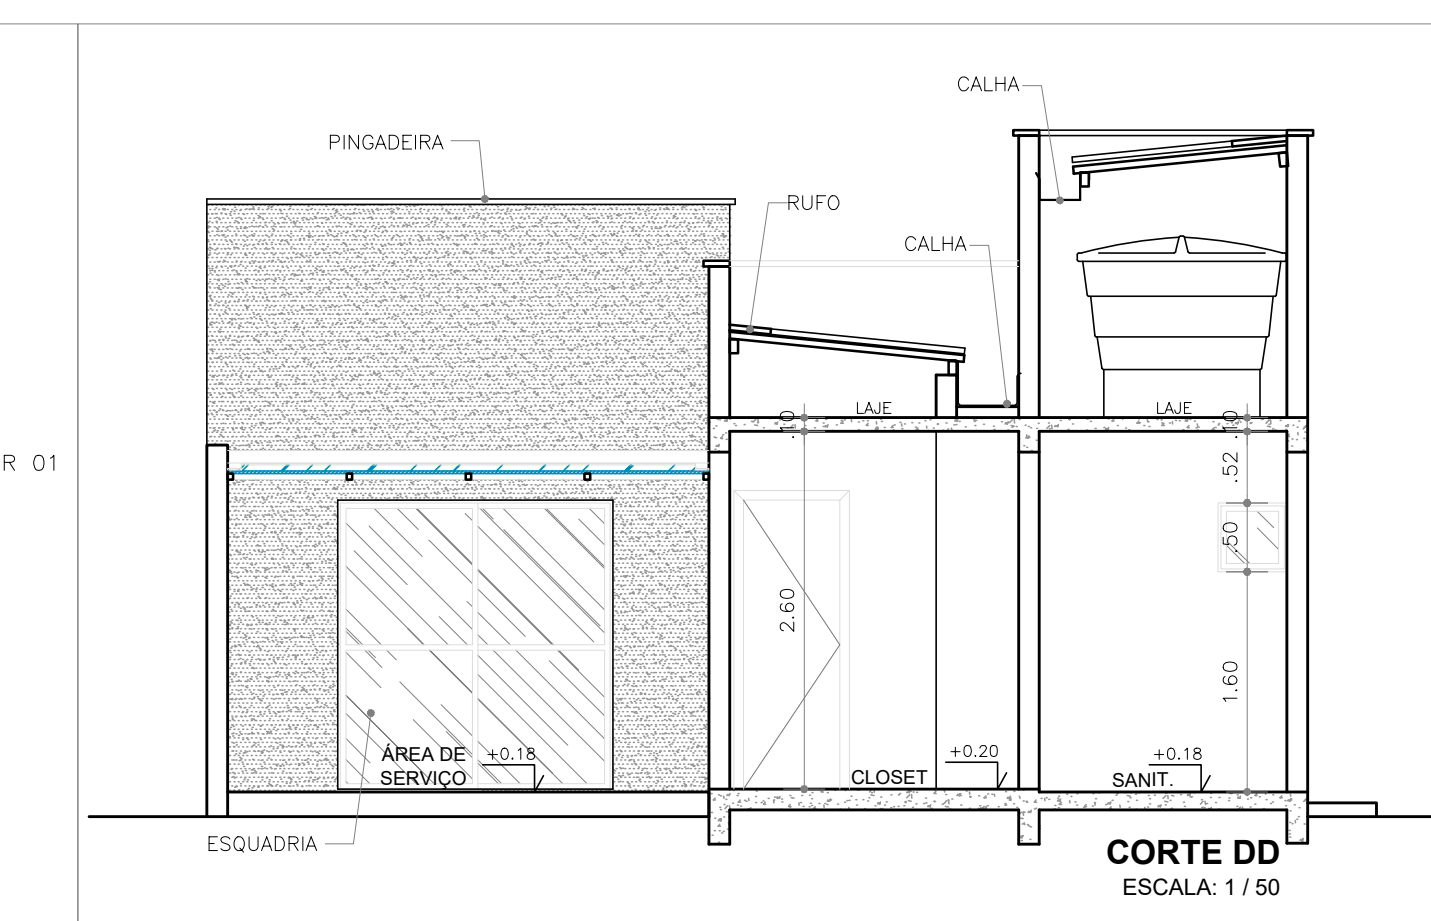 CALHA
PINGADEIRA
RUFO
CALHA
LAJE
LAJE
.10
.10
R 01
.52
.50
2.60
1.60
ÁREA DE
SERVIÇO
+0.18
+0.20
+0.18
CLOSET
SANIT.
ESQUADRIA
CORTE DD
ESCALA: 1 / 50